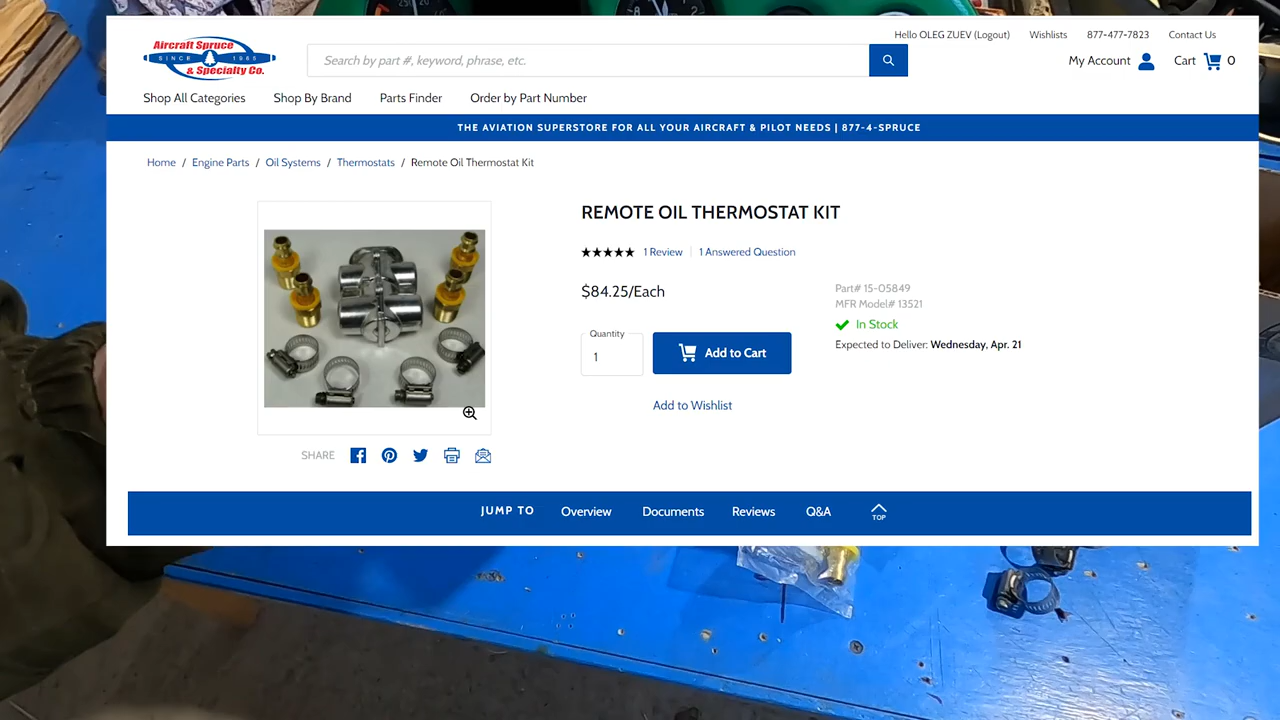 8 2
Hello OLEG ZUEV (Logout) Wishlists 877-477-7823 Contact Us
Aircraft Spruce
SINCE 1965
& Specialty Co.
Search by part #, keyword, phrase, etc.
My Account Cart 0
Shop All Categories Shop By Brand Parts Finder Order by Part Number
THE AVIATION SUPERSTORE FOR ALL YOUR AIRCRAFT & PILOT NEEDS | 877-4-SPRUCE
Home / Engine Parts / Oil Systems / Thermostats / Remote Oil Thermostat Kit
REMOTE OIL THERMOSTAT KIT
1 Review 1 Answered Question
$84.25/Each
Part# 15-05849
MFR Model# 13521
In Stock
Expected to Deliver: Wednesday, Apr. 21
Quantity
1
Add to Cart
Add to Wishlist
SHARE
JUMP TO Overview Documents Reviews Q&A TOP